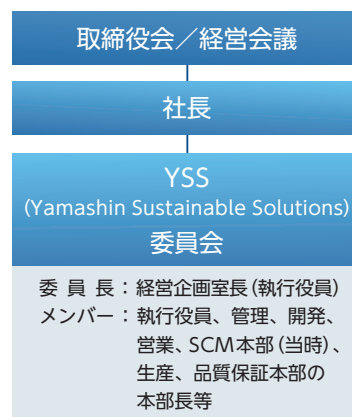 取締役会／経営会議
社長
YSS
(Yamashin Sustainable Solutions)
委員会
委 員 長：経営企画室長（執行役員）
メンバー：執行役員、管理、開発、
営業、SCM本部（当時）、
生産、品質保証本部の
本部長等